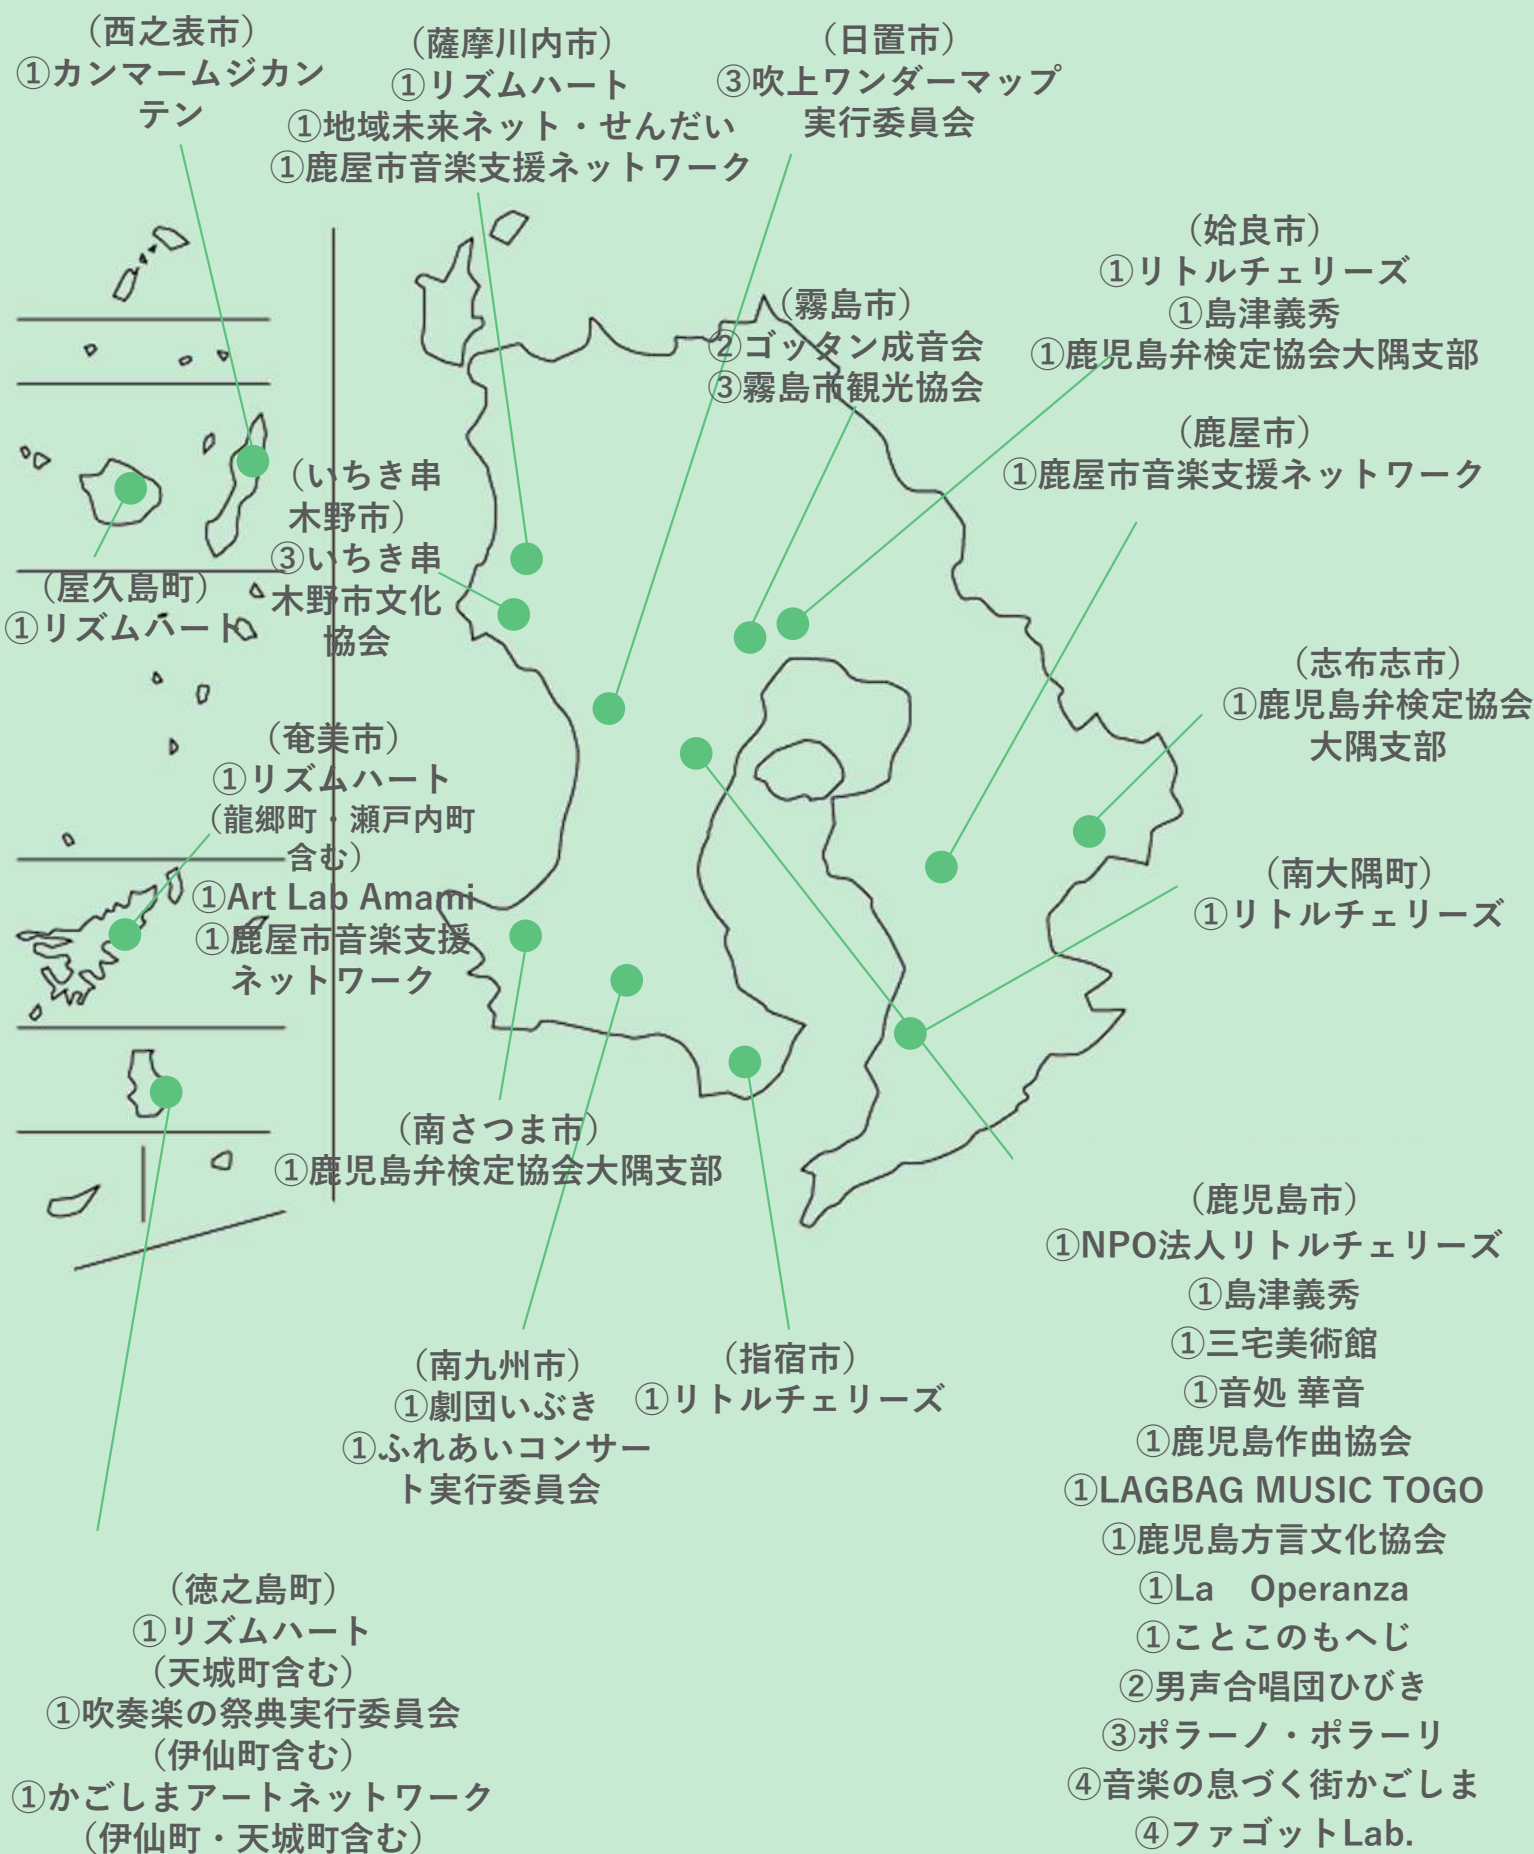 （西之表市）
①カンマームジカン
テン
（薩摩川内市）
①リズムハート
①地域未来ネット・せんだい
①鹿屋市音楽支援ネットワーク
（日置市）
③吹上ワンダーマップ
実行委員会
（姶良市）
①リトルチェリーズ
①島津義秀
①鹿児島弁検定協会大隅支部
（霧島市）
②ゴッタン成音会
③霧島市観光協会
（鹿屋市）
①鹿屋市音楽支援ネットワーク
（いちき串
木野市）
③いちき串
木野市文化
協会
（屋久島町）
①リズムハート
（志布志市）
①鹿児島弁検定協会
大隅支部
（奄美市）
①リズムハート
（龍郷町・瀬戸内町
含む）
①Art Lab Amami
①鹿屋市音楽支援
ネットワーク
（南大隅町）
①リトルチェリーズ
（南さつま市）
①鹿児島弁検定協会大隅支部
（南九州市）
①劇団いぶき
①ふれあいコンサー
ト実行委員会
（指宿市）
①リトルチェリーズ
（鹿児島市）
①NPO法人リトルチェリーズ
①島津義秀
①三宅美術館
①音処 華音
①鹿児島作曲協会
①LAGBAG MUSIC TOGO
①鹿児島方言文化協会
①La　Operanza
①ことこのもへじ
②男声合唱団ひびき
③ポラーノ・ポラーリ
④音楽の息づく街かごしま
④ファゴットLab.
（徳之島町）
①リズムハート
（天城町含む）
①吹奏楽の祭典実行委員会
（伊仙町含む）
①かごしまアートネットワーク
（伊仙町・天城町含む）